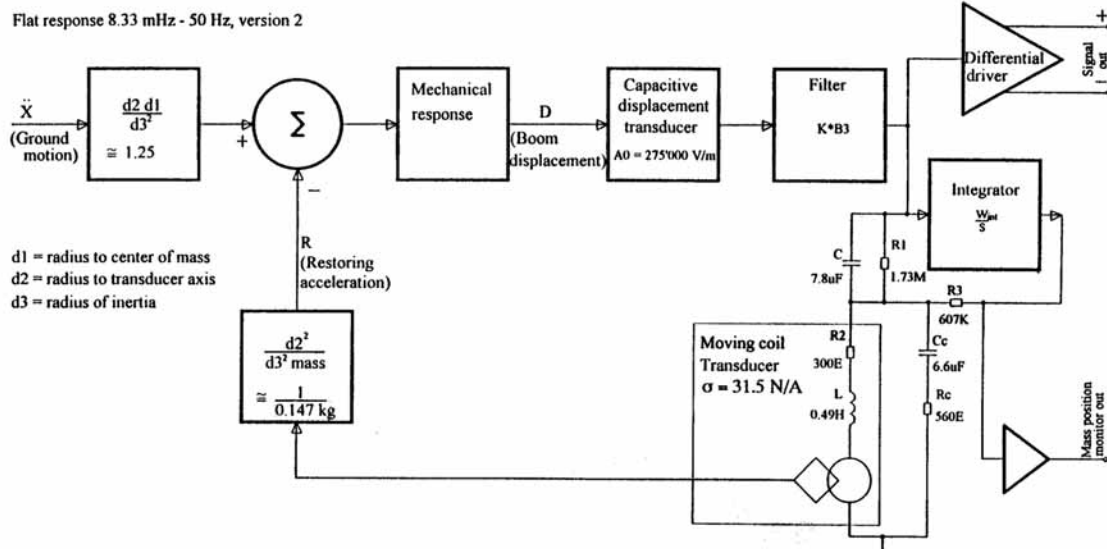 Flat response 8.33 mHz - 50 Hz, version 2
Ẍ
(Ground
motion)
d2 d1
d3²
≅ 1.25
+
Σ
−
Mechanical
response
D
(Boom
displacement)
Capacitive
displacement
transducer
A0 = 275'000 V/m
Filter
K*B3
Differential
driver
+
Signal
out
−
Integrator
Wint
S
C
7.8uF
R1
1.73M
R3
607K
R
(Restoring
acceleration)
d1 = radius to center of mass
d2 = radius to transducer axis
d3 = radius of inertia
d2²
d3² mass
≅ 1
0.147 kg
Moving coil
Transducer
σ = 31.5 N/A
R2
300E
L
0.49H
Cc
6.6uF
Rc
560E
Mass position
monitor out